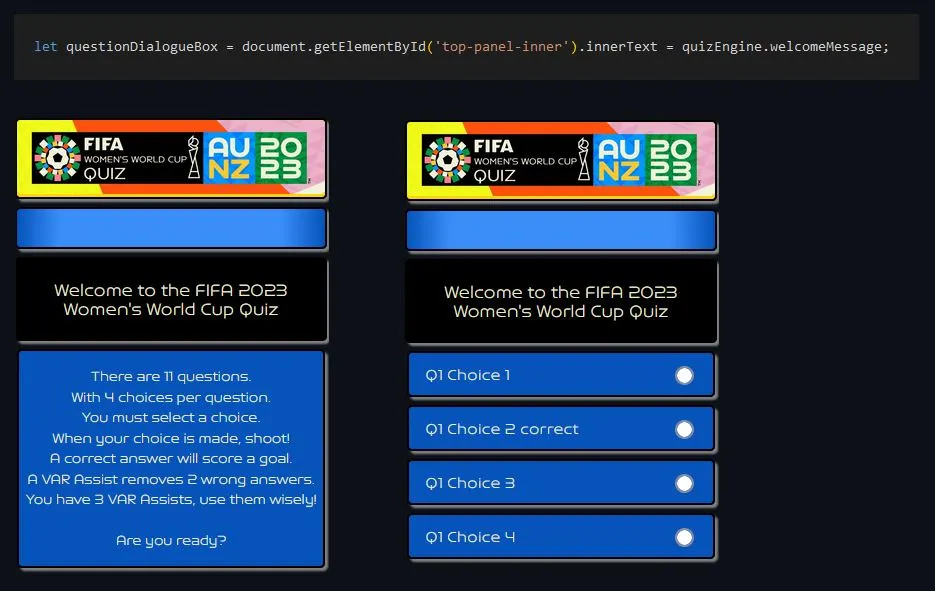 let questionDialogueBox = document.getElementById('top-panel-inner').innerText = quizEngine.welcomeMessage;
FIFA
WOMEN'S WORLD CUP
QUIZ
AU
NZ
20
23
Welcome to the FIFA 2023
Women's World Cup Quiz
There are 11 questions.
With 4 choices per question.
You must select a choice.
When your choice is made, shoot!
A correct answer will score a goal.
A VAR Assist removes 2 wrong answers.
You have 3 VAR Assists, use them wisely!
Are you ready?
FIFA
WOMEN'S WORLD CUP
QUIZ
AU
NZ
20
23
Welcome to the FIFA 2023
Women's World Cup Quiz
Q1 Choice 1
Q1 Choice 2 correct
Q1 Choice 3
Q1 Choice 4